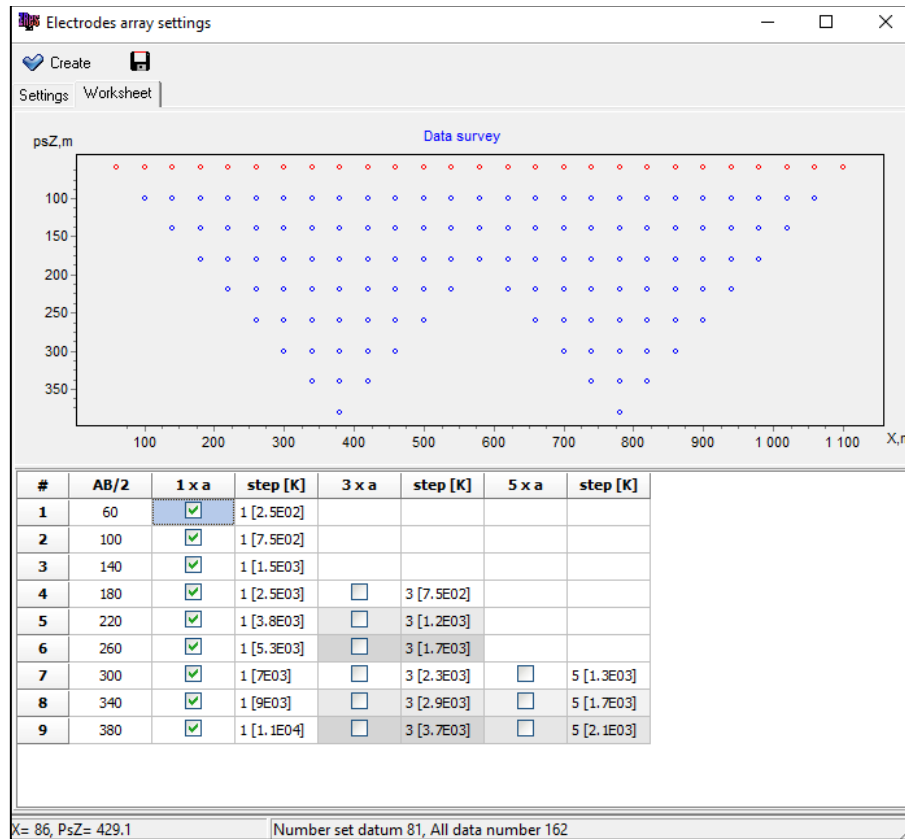 Electrodes array settings
Create
Settings Worksheet
Data survey
psZ,m
100
150
200
250
300
350
100 200 300 400 500 600 700 800 900 1 000 1 100 X,
# AB/2 1 x a step [K] 3 x a step [K] 5 x a step [K]
1 60 1 [2.5E02]
2 100 1 [7.5E02]
3 140 1 [1.5E03]
4 180 1 [2.5E03] 3 [7.5E02]
5 220 1 [3.8E03] 3 [1.2E03]
6 260 1 [5.3E03] 3 [1.7E03]
7 300 1 [7E03] 3 [2.3E03] 5 [1.3E03]
8 340 1 [9E03] 3 [2.9E03] 5 [1.7E03]
9 380 1 [1.1E04] 3 [3.7E03] 5 [2.1E03]
X= 86, PsZ= 429.1 Number set datum 81, All data number 162